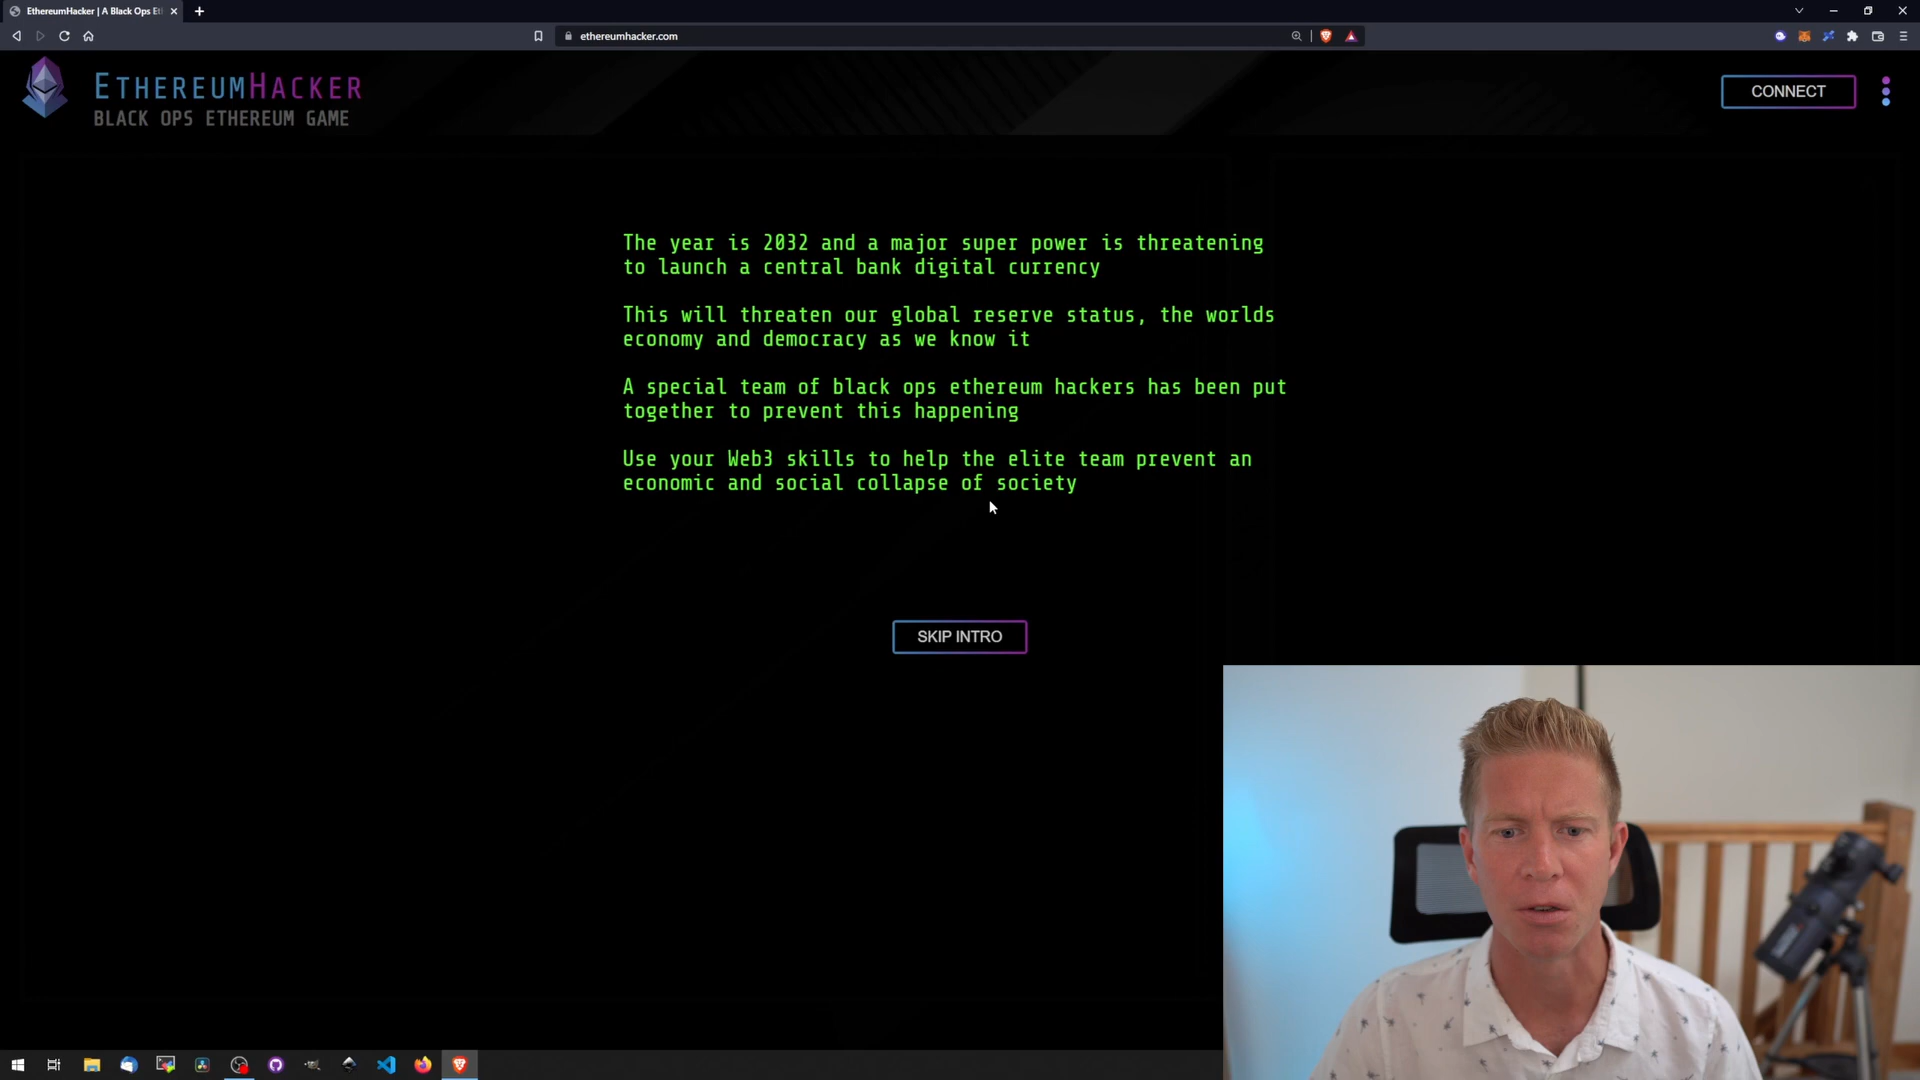 EthereumHacker | A Black Ops Et
ethereumhacker.com
ETHEREUMHACKER
BLACK OPS ETHEREUM GAME
CONNECT
The year is 2032 and a major super power is threatening
to launch a central bank digital currency
This will threaten our global reserve status, the worlds
economy and democracy as we know it
A special team of black ops ethereum hackers has been put
together to prevent this happening
Use your Web3 skills to help the elite team prevent an
economic and social collapse of society
SKIP INTRO